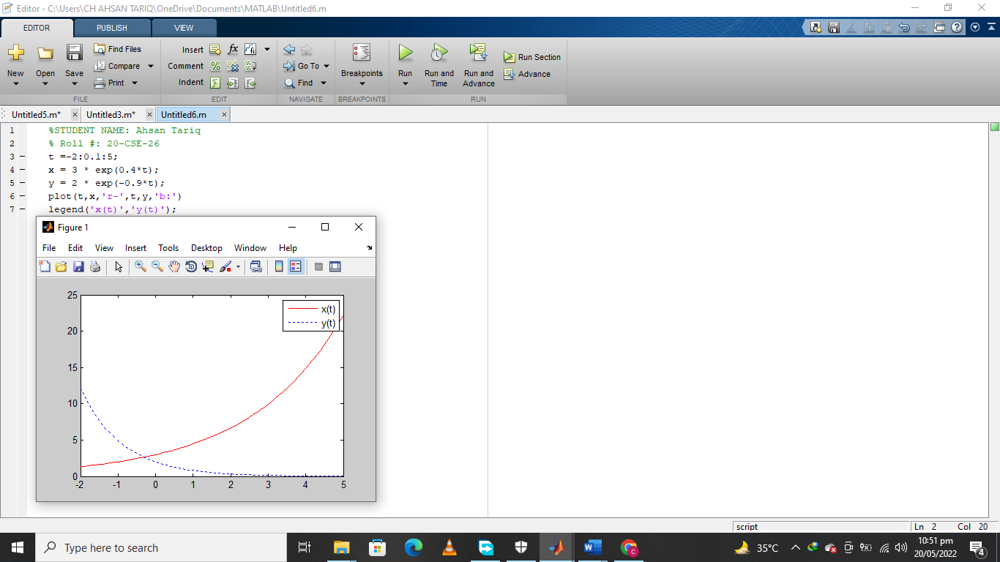 Editor - C:\Users\CH AHSAN TARIQ\OneDrive\Documents\MATLAB\Untitled6.m
EDITOR PUBLISH VIEW
New Open Save Find Files Compare Print
FILE
Insert fx
Comment
Indent
EDIT
Go To
Find
NAVIGATE
Breakpoints
BREAKPOINTS
Run Run and Time Run and Advance Run Section Advance
RUN
Untitled5.m* Untitled3.m* Untitled6.m
1 %STUDENT NAME: Ahsan Tariq
2 % Roll #: 20-CSE-26
3 t =-2:0.1:5;
4 x = 3 * exp(0.4*t);
5 y = 2 * exp(-0.9*t);
6 plot(t,x,'r-',t,y,'b:')
7 legend('x(t)','y(t)');
Figure 1
File Edit View Insert Tools Desktop Window Help
25
20
15
10
5
0
x(t)
y(t)
-2 -1 0 1 2 3 4 5
script Ln 2 Col 20
Type here to search
35°C
10:51 pm
20/05/2022
4